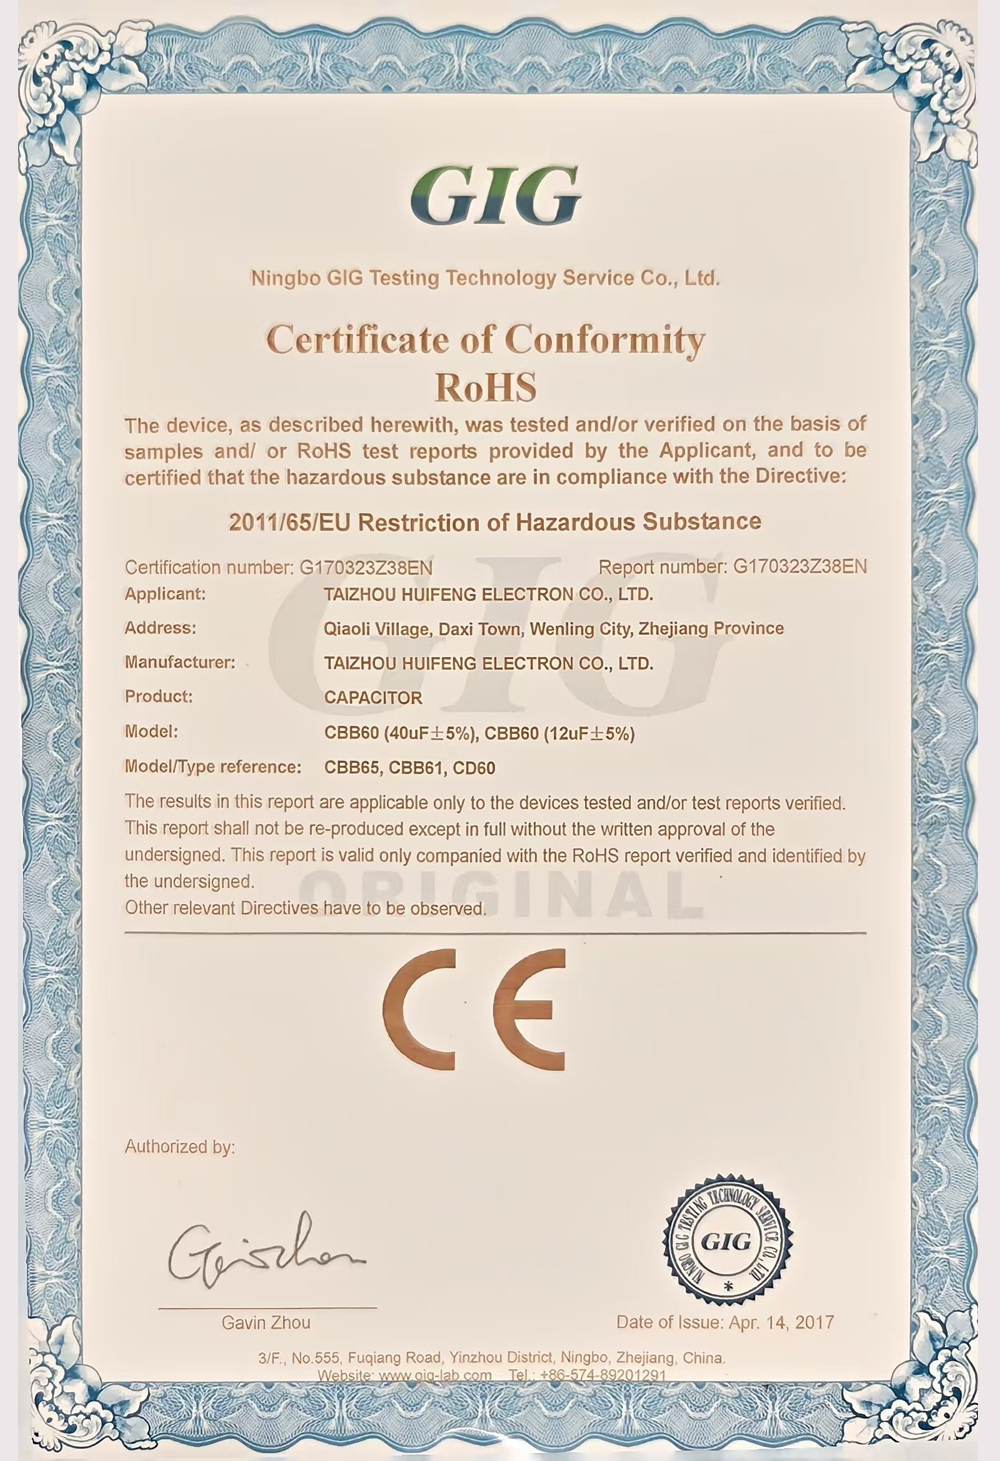 GIG
Ningbo GIG Testing Technology Service Co., Ltd.
Certificate of Conformity
RoHS
The device, as described herewith, was tested and/or verified on the basis of
samples and/ or RoHS test reports provided by the Applicant, and to be
certified that the hazardous substance are in compliance with the Directive:
2011/65/EU Restriction of Hazardous Substance
Certification number: G170323Z38EN Report number: G170323Z38EN
Applicant: TAIZHOU HUIFENG ELECTRON CO., LTD.
Address: Qiaoli Village, Daxi Town, Wenling City, Zhejiang Province
Manufacturer: TAIZHOU HUIFENG ELECTRON CO., LTD.
Product: CAPACITOR
Model: CBB60 (40uF±5%), CBB60 (12uF±5%)
Model/Type reference: CBB65, CBB61, CD60
The results in this report are applicable only to the devices tested and/or test reports verified.
This report shall not be re-produced except in full without the written approval of the
undersigned. This report is valid only companied with the RoHS report verified and identified by
the undersigned.
Other relevant Directives have to be observed.
GIG
ORIGINAL
CE
Authorized by:
NINGBO GIG TESTING TECHNOLOGY SERVICE CO., LTD.
GIG
Gavin Zhou
Date of Issue: Apr. 14, 2017
3/F., No.555, Fuqiang Road, Yinzhou District, Ningbo, Zhejiang, China.
Website: www.gig-lab.com Tel.: +86-574-89201291